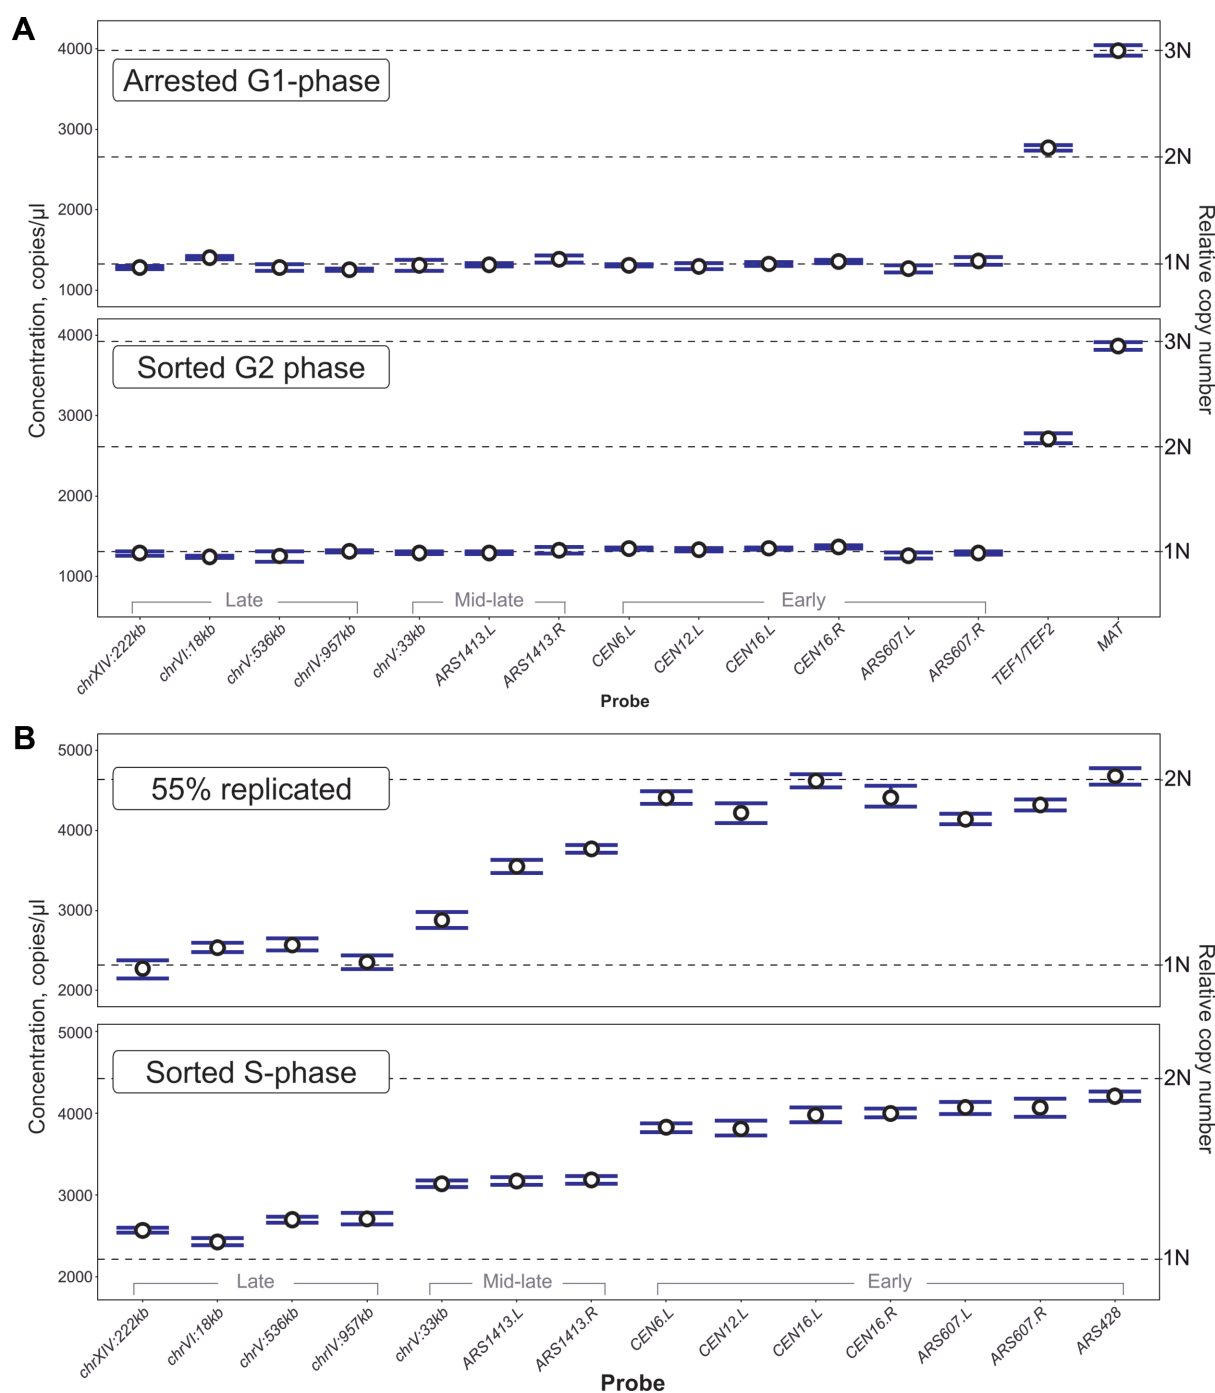 A
Arrested G1-phase
4000
3000
2000
1000
3N
2N
1N
Sorted G2 phase
4000
3000
2000
1000
3N
2N
1N
Concentration, copies/µl
Relative copy number
Late
Mid-late
Early
chrXIV:222kb
chrVI:18kb
chrV:536kb
chrIV:957kb
chrV:33kb
ARS1413.L
ARS1413.R
CEN6.L
CEN12.L
CEN16.L
CEN16.R
ARS607.L
ARS607.R
TEF1/TEF2
MAT
Probe
B
55% replicated
5000
4000
3000
2000
2N
1N
Sorted S-phase
5000
4000
3000
2000
2N
1N
Concentration, copies/µl
Relative copy number
Late
Mid-late
Early
chrXIV:222kb
chrVI:18kb
chrV:536kb
chrIV:957kb
chrV:33kb
ARS1413.L
ARS1413.R
CEN6.L
CEN12.L
CEN16.L
CEN16.R
ARS607.L
ARS607.R
ARS428
Probe